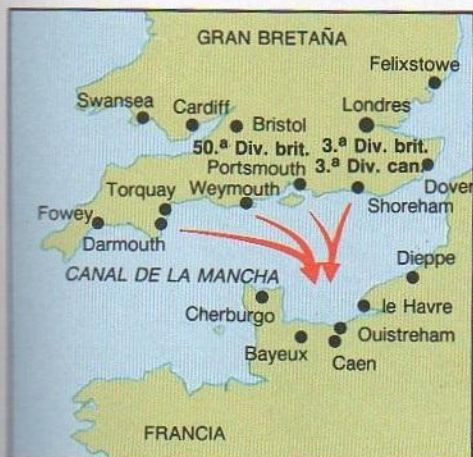 GRAN BRETAÑA
Felixstowe
Swansea
Cardiff
Londres
Bristol
50.ª Div. brit.
3.ª Div. brit.
Portsmouth
3.ª Div. can.
Torquay
Weymouth
Dover
Fowey
Shoreham
Darmouth
Dieppe
CANAL DE LA MANCHA
Cherburgo
le Havre
Ouistreham
Bayeux
Caen
FRANCIA